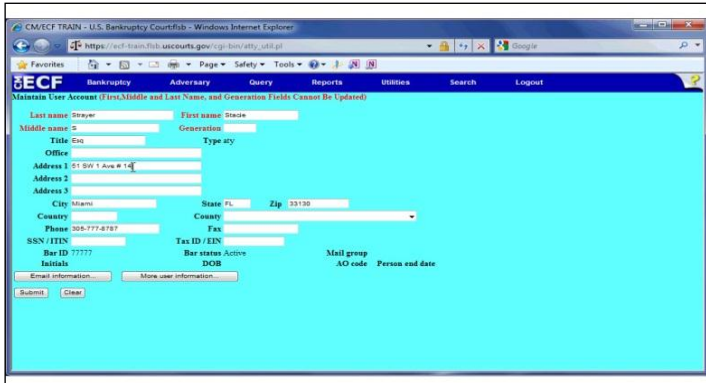 CM/ECF TRAIN - U.S. Bankruptcy Court:flsb - Windows Internet Explorer
https://ecf-train.flsb.uscourts.gov/cgi-bin/atty_util.pl Google
Favorites Page Safety Tools
ECF Bankruptcy Adversary Query Reports Utilities Search Logout ?
Maintain User Account (First,Middle and Last Name, and Generation Fields Cannot Be Updated)
Last name Strayer First name Stacie
Middle name S Generation
Title Esq Type aty
Office
Address 1 51 SW 1 Ave # 14
Address 2
Address 3
City Miami State FL Zip 33130
Country County
Phone 305-777-8787 Fax
SSN / ITIN Tax ID / EIN
Bar ID 77777 Bar status Active Mail group
Initials DOB AO code Person end date
Email information... More user information...
Submit Clear